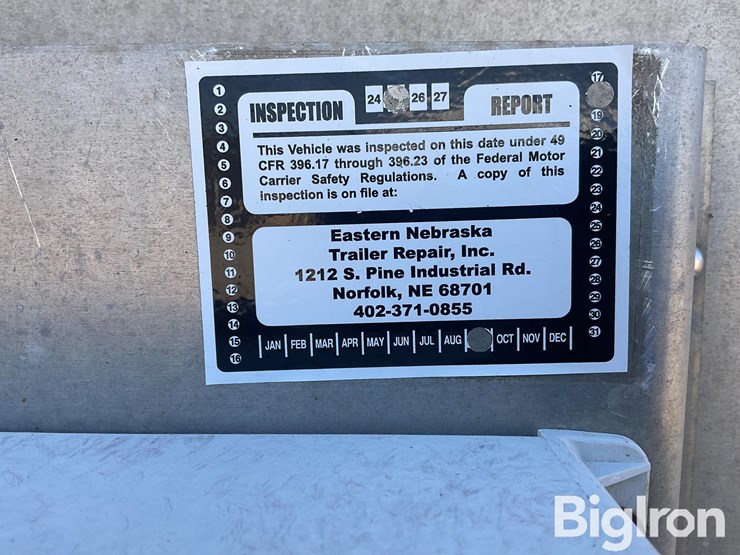 24 26 27
INSPECTION REPORT
This Vehicle was inspected on this date under 49
CFR 396.17 through 396.23 of the Federal Motor
Carrier Safety Regulations. A copy of this
inspection is on file at:
Eastern Nebraska
Trailer Repair, Inc.
1212 S. Pine Industrial Rd.
Norfolk, NE 68701
402-371-0855
JAN FEB MAR APR MAY JUN JUL AUG OCT NOV DEC
1
2
3
4
5
6
7
8
9
10
11
12
13
14
15
16
17
19
20
21
22
23
24
25
26
27
28
29
30
31
BigIron